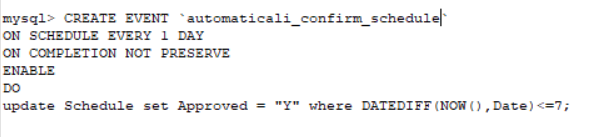 mysql> CREATE EVENT `automaticali_confirm_schedule`
ON SCHEDULE EVERY 1 DAY
ON COMPLETION NOT PRESERVE
ENABLE
DO
update Schedule set Approved = "Y" where DATEDIFF(NOW(),Date)<=7;